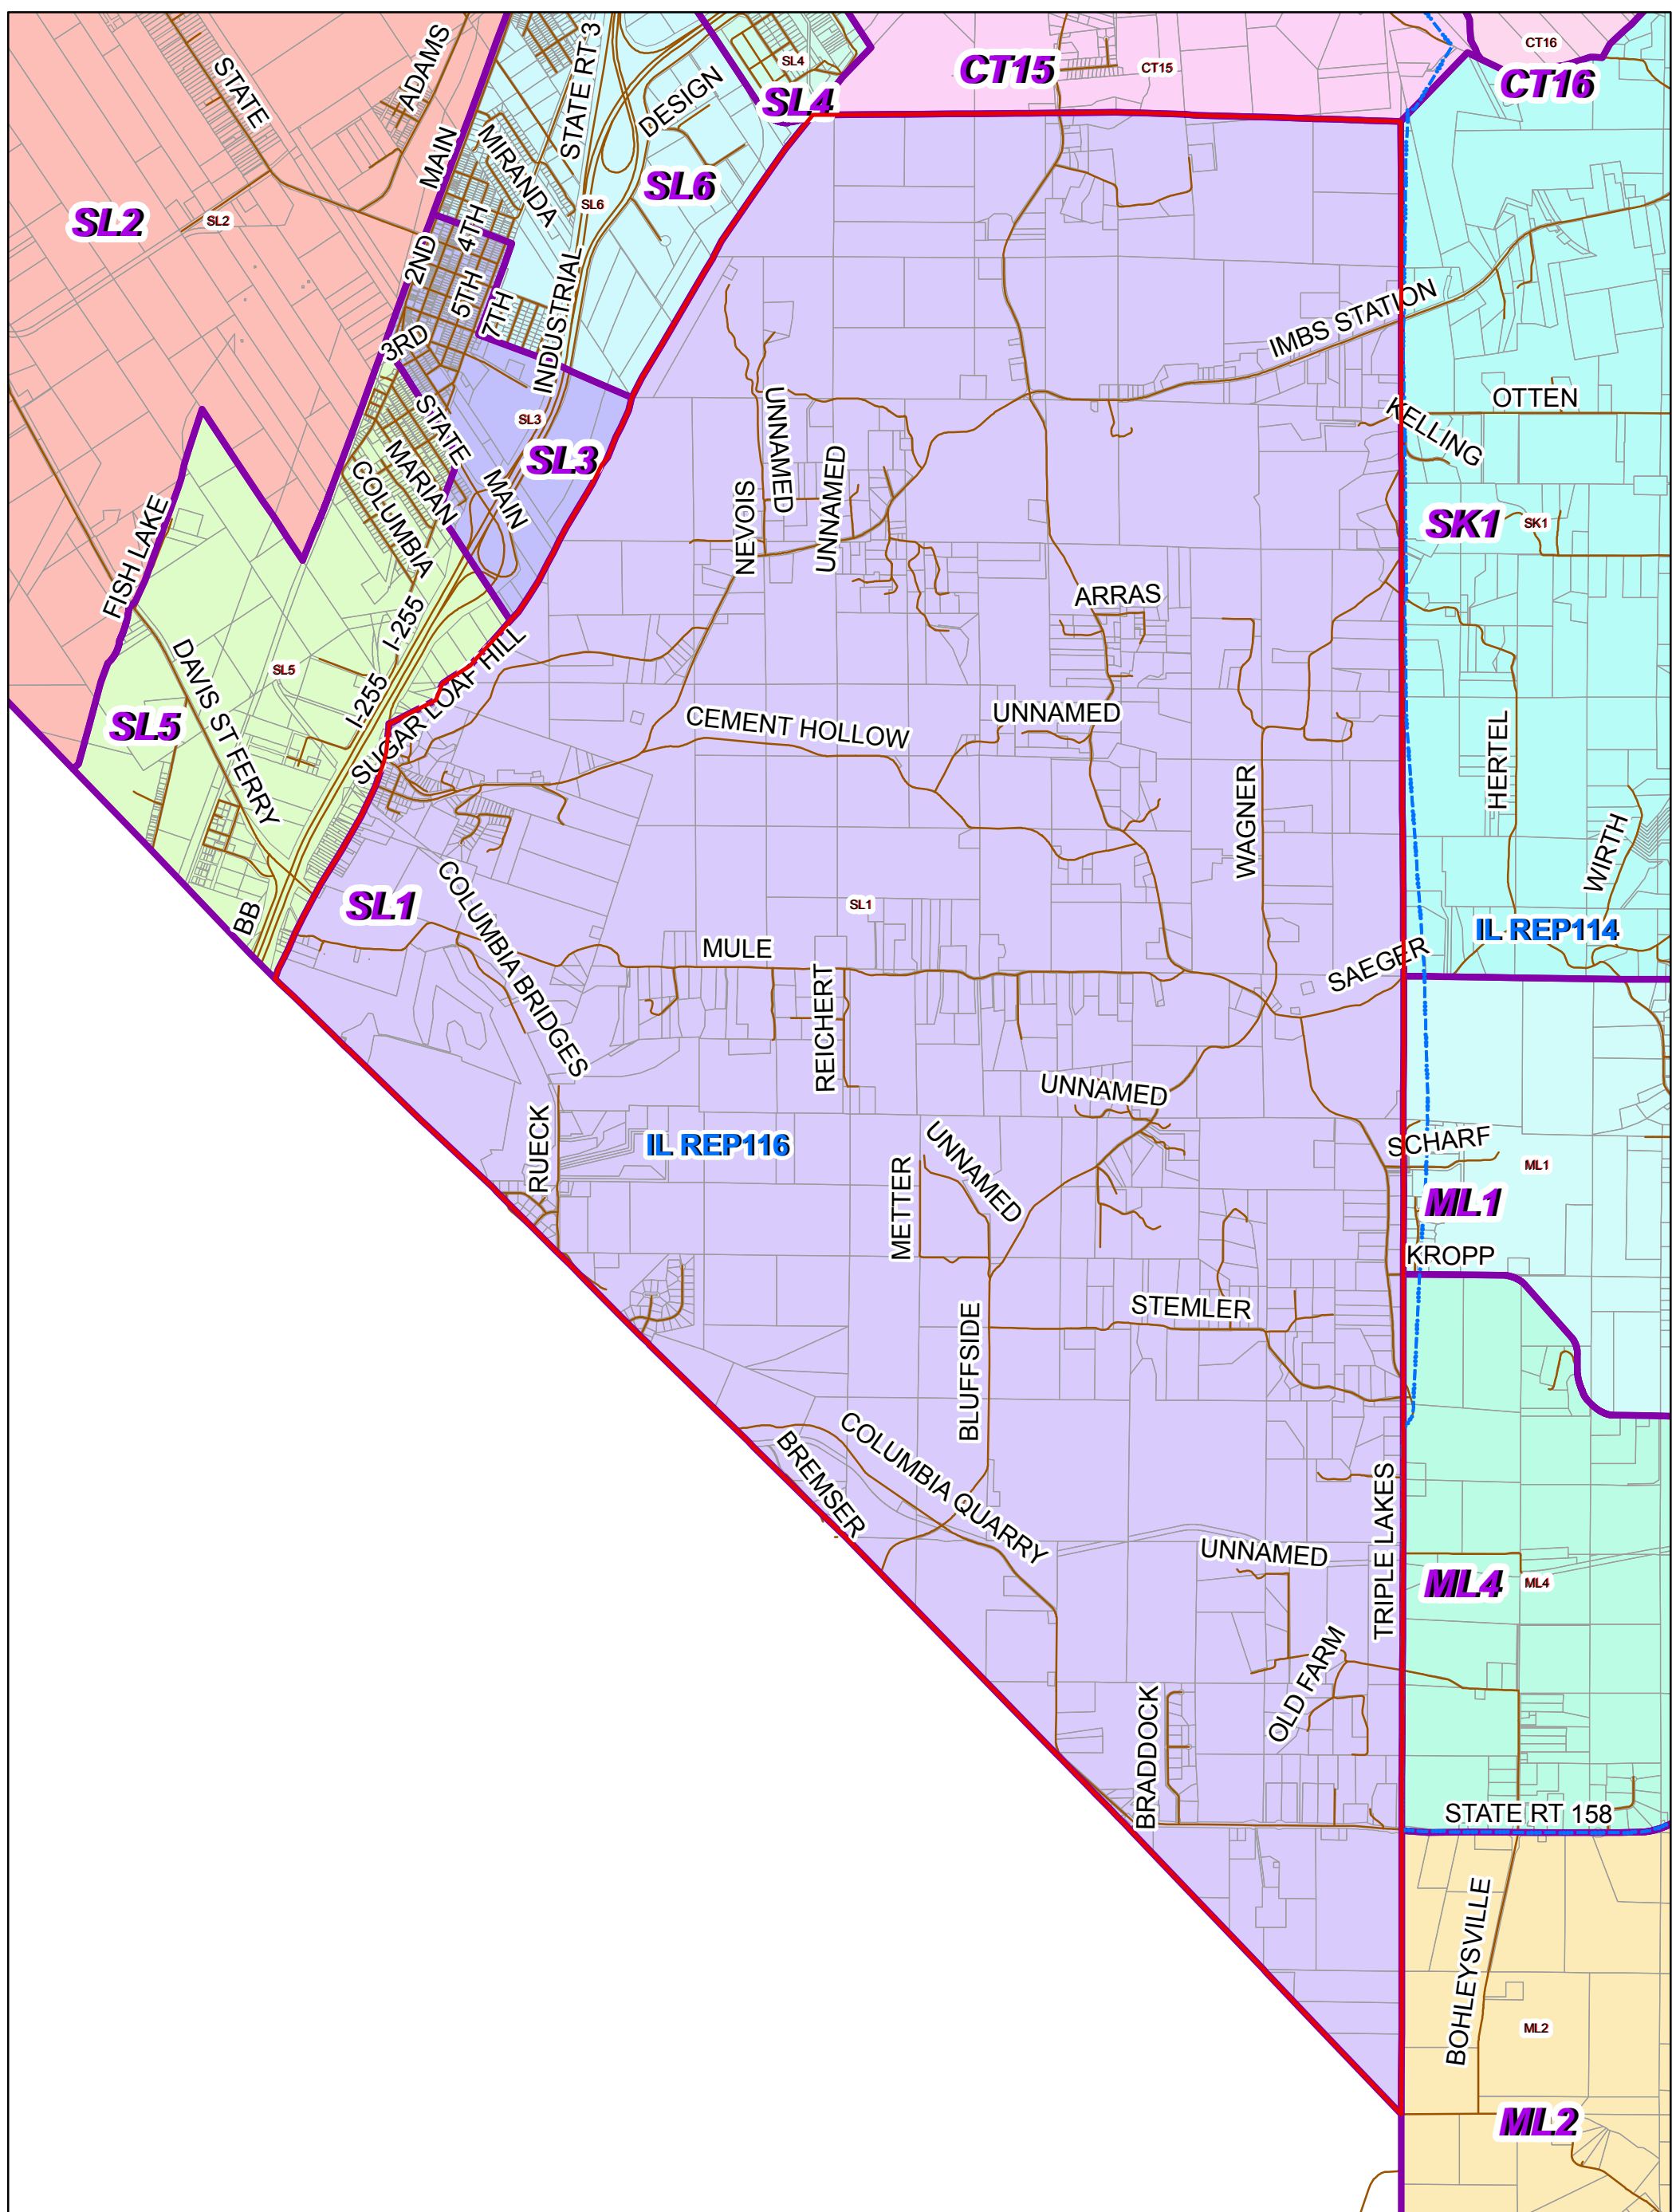 STATE
ADAMS
STATE RT 3
SL4
SL4
CT15
CT15
CT16
CT16
DESIGN
MAIN
MIRANDA
SL6
SL6
SL2
SL2
2ND
4TH
5TH
7TH
3RD
INDUSTRIAL
IMBS STATION
OTTEN
KELLING
STATE
SL3
SL3
MARIAN
MAIN
COLUMBIA
UNNAMED
UNNAMED
NEVOIS
SK1
SK1
FISH LAKE
ARRAS
I-255
I-255
SUGAR LOAF HILL
DAVIS ST FERRY
SL5
SL5
CEMENT HOLLOW
UNNAMED
HERTEL
WAGNER
WIRTH
SL1
SL1
BB
COLUMBIA BRIDGES
IL REP114
MULE
SAEGER
REICHERT
UNNAMED
RUECK
IL REP116
UNNAMED
METTER
SCHARF
ML1
ML1
KROPP
STEMLER
BLUFFSIDE
COLUMBIA QUARRY
BREMSER
TRIPLE LAKES
UNNAMED
ML4
ML4
OLD FARM
BRADDOCK
STATE RT 158
BOHLEYSVILLE
ML2
ML2